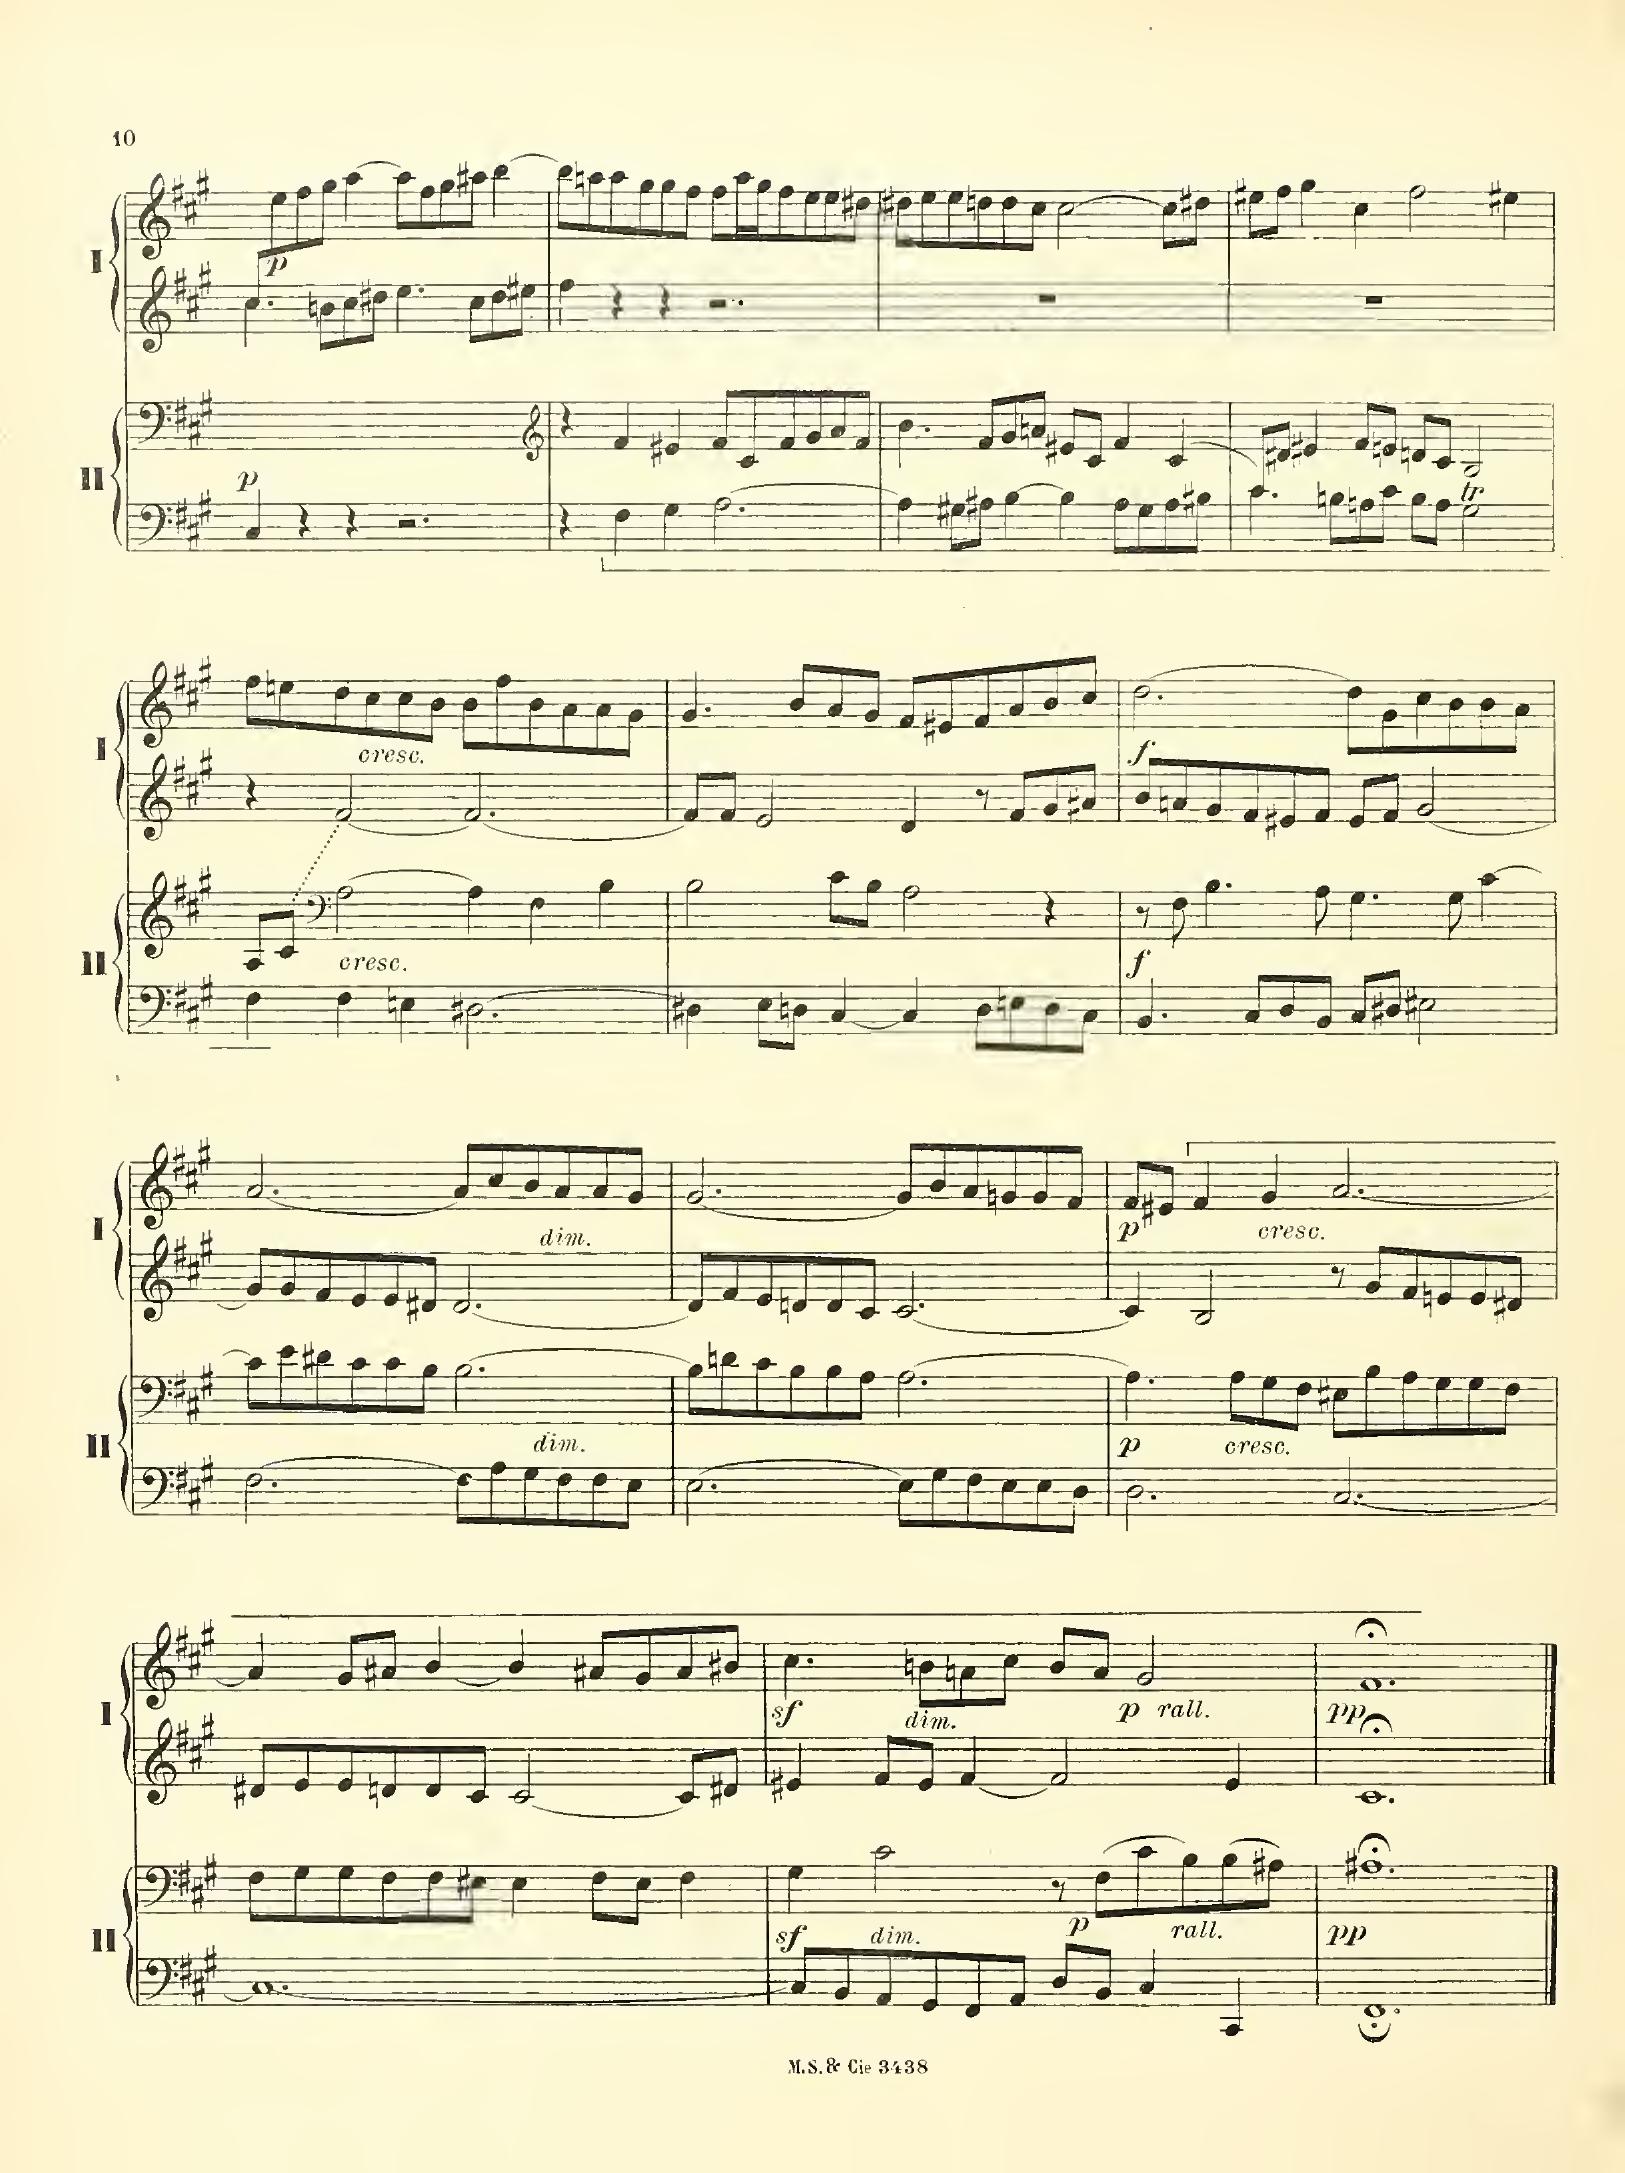 10
I
p
II
p
tr
I
cresc.
f
II
cresc.
f
I
dim.
p cresc.
II
dim.
p cresc.
I
sf dim. p rall. pp
II
sf dim. p rall. pp
M.S.& Cie 3438